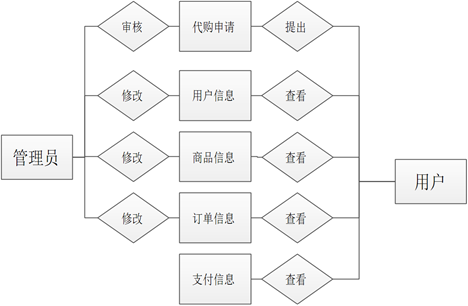 审核 代购申请 提出
修改 用户信息 查看
管理员
修改 商品信息 查看
用户
修改 订单信息 查看
支付信息 查看